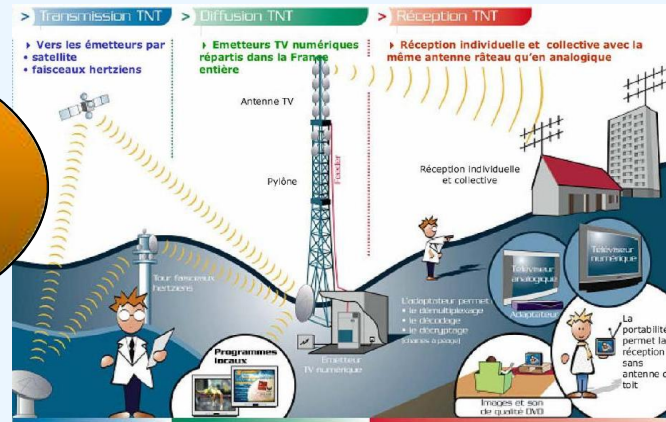 > Transmission TNT
> Diffusion TNT
> Réception TNT
Vers les émetteurs par
• satellite
• faisceaux hertziens
Emetteurs TV numériques
répartis dans la France
entière
Réception individuelle et collective avec la
même antenne râteau qu'en analogique
Antenne TV
Pylône
Feeder
Réception individuelle
et collective
Tour faisceaux
hertziens
Programmes
locaux
Emetteur
TV numérique
L'adaptateur permet
• le démultiplexage
• le décodage
• le décryptage
(chaînes à péage)
Téléviseur
analogique
Adaptateur
Téléviseur
numérique
Images et son
de qualité DVD
La
portabilité
permet la
réception
sans
antenne d
toit